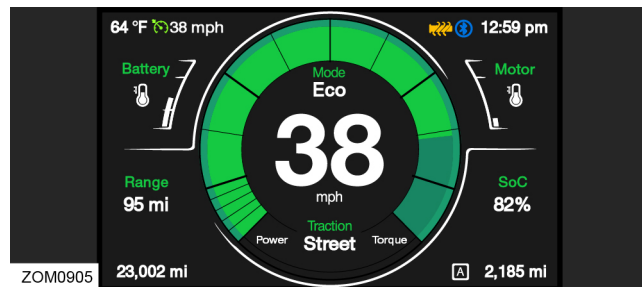 64 °F 38 mph
12:59 pm
Battery
Mode
Eco
Motor
38
mph
Range
95 mi
SoC
82%
Traction
Power Street Torque
23,002 mi
A 2,185 mi
ZOM0905